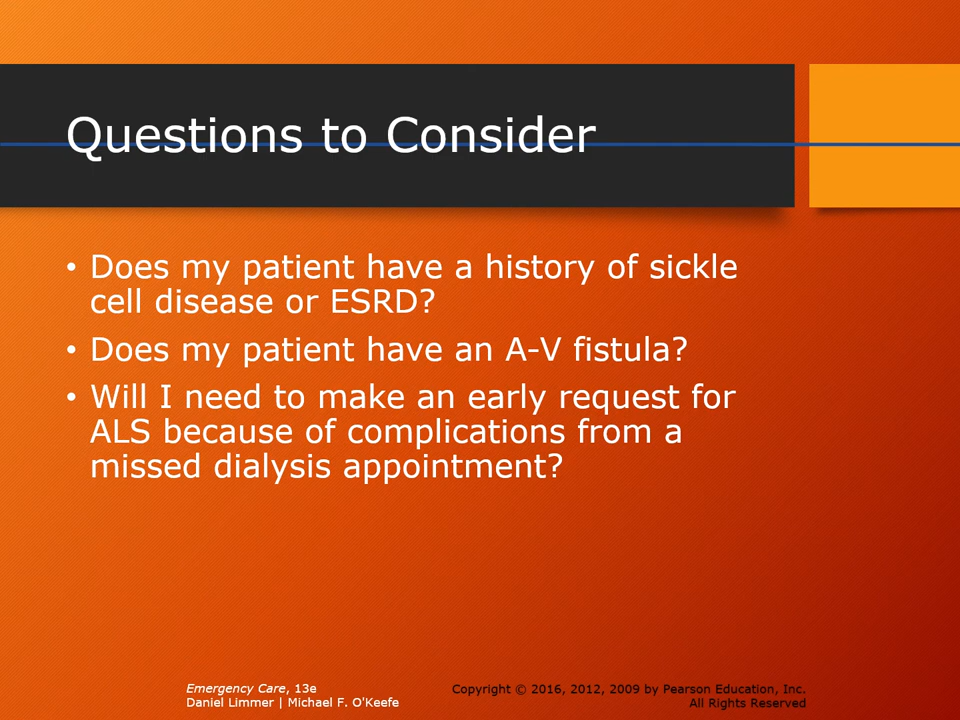 Questions to Consider
• Does my patient have a history of sickle
cell disease or ESRD?
• Does my patient have an A-V fistula?
• Will I need to make an early request for
ALS because of complications from a
missed dialysis appointment?
Emergency Care, 13e
Daniel Limmer | Michael F. O'Keefe
Copyright © 2016, 2012, 2009 by Pearson Education, Inc.
All Rights Reserved